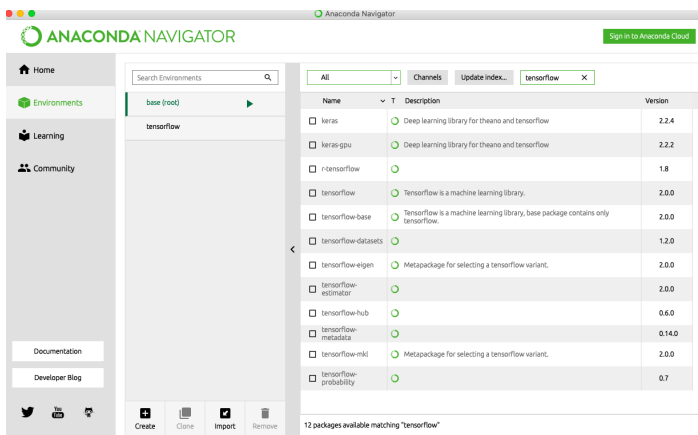 Anaconda Navigator
ANACONDA NAVIGATOR
Sign in to Anaconda Cloud
Home
Environments
Learning
Community
Documentation
Developer Blog
You
Tube
Search Environments
base (root)
tensorflow
Create
Clone
Import
Remove
All
Channels
Update index...
tensorflow X
Name T Description Version
keras Deep learning library for theano and tensorflow 2.2.4
keras-gpu Deep learning library for theano and tensorflow 2.2.2
r-tensorflow 1.8
tensorflow Tensorflow is a machine learning library. 2.0.0
tensorflow-base Tensorflow is a machine learning library, base package contains only 2.0.0
tensorflow.
tensorflow-datasets 1.2.0
tensorflow-eigen Metapackage for selecting a tensorflow variant. 2.0.0
tensorflow-
estimator 2.0.0
tensorflow-hub 0.6.0
tensorflow-
metadata 0.14.0
tensorflow-mkl Metapackage for selecting a tensorflow variant. 2.0.0
tensorflow-
probability 0.7
12 packages available matching "tensorflow"